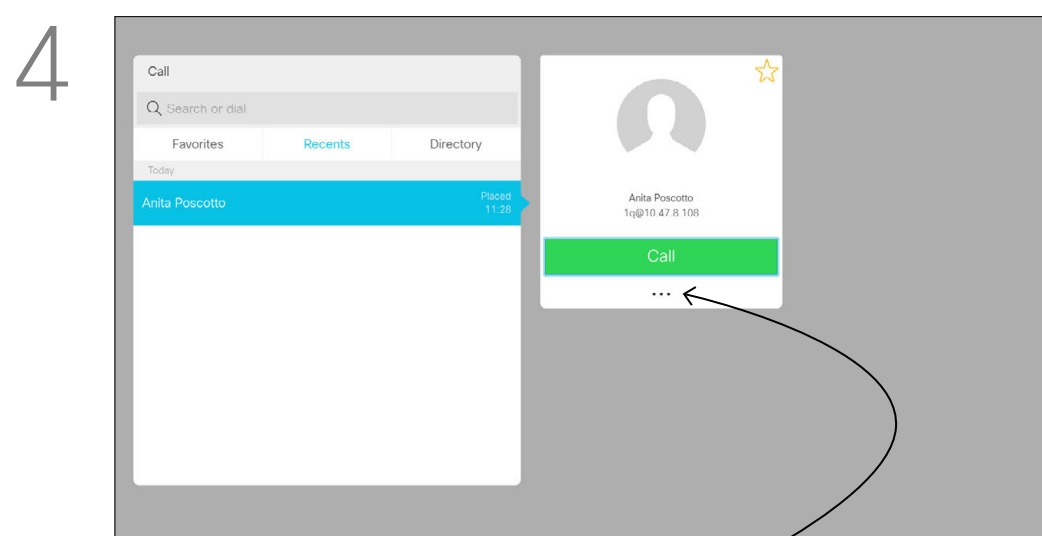 4
Call
Search or dial
Favorites Recents Directory
Today
Anita Poscotto Placed
11:28
Anita Poscotto
1q@10.47.8.108
Call
...